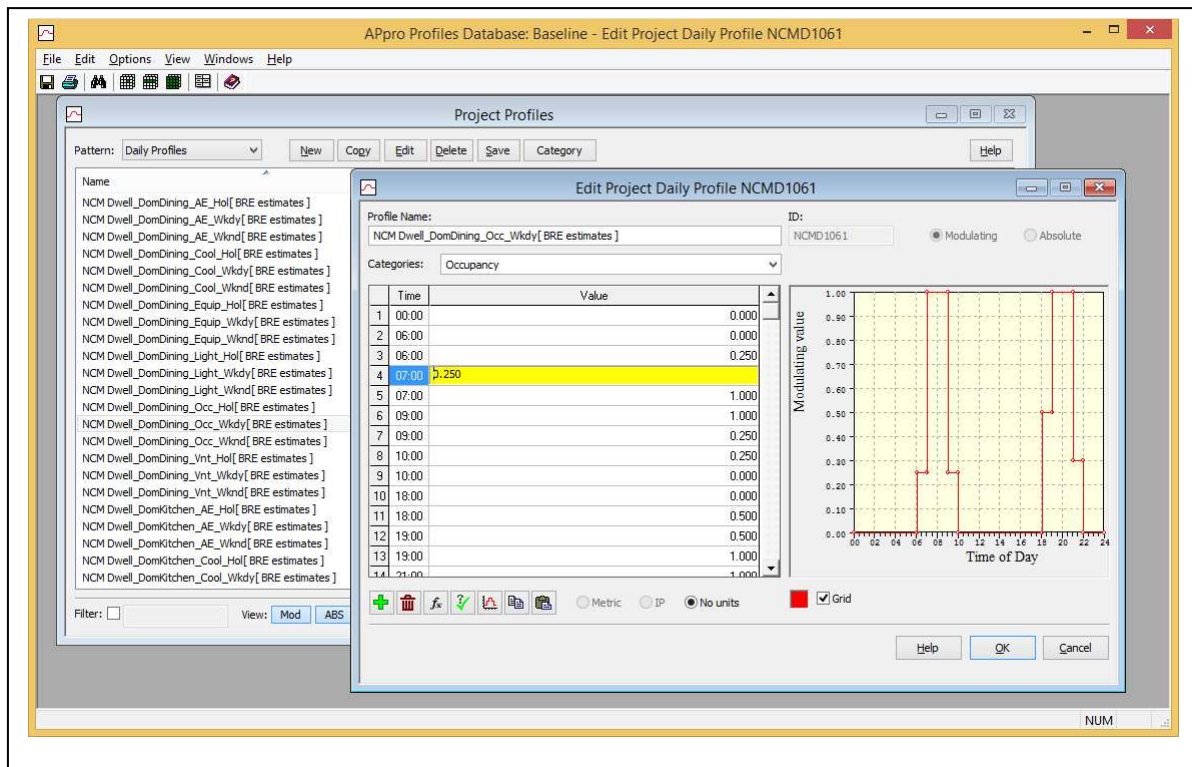 APpro Profiles Database: Baseline - Edit Project Daily Profile NCMD1061
File Edit Options View Windows Help
Project Profiles
Pattern: Daily Profiles New Copy Edit Delete Save Category Help
Name
NCM Dwell_DomDining_AE_Hol[ BRE estimates ]
NCM Dwell_DomDining_AE_Wkdy[ BRE estimates ]
NCM Dwell_DomDining_AE_Wknd[ BRE estimates ]
NCM Dwell_DomDining_Cool_Hol[ BRE estimates ]
NCM Dwell_DomDining_Cool_Wkdy[ BRE estimates ]
NCM Dwell_DomDining_Cool_Wknd[ BRE estimates ]
NCM Dwell_DomDining_Equip_Hol[ BRE estimates ]
NCM Dwell_DomDining_Equip_Wkdy[ BRE estimates ]
NCM Dwell_DomDining_Equip_Wknd[ BRE estimates ]
NCM Dwell_DomDining_Light_Hol[ BRE estimates ]
NCM Dwell_DomDining_Light_Wkdy[ BRE estimates ]
NCM Dwell_DomDining_Light_Wknd[ BRE estimates ]
NCM Dwell_DomDining_Occ_Hol[ BRE estimates ]
NCM Dwell_DomDining_Occ_Wkdy[ BRE estimates ]
NCM Dwell_DomDining_Occ_Wknd[ BRE estimates ]
NCM Dwell_DomDining_Vnt_Hol[ BRE estimates ]
NCM Dwell_DomDining_Vnt_Wkdy[ BRE estimates ]
NCM Dwell_DomDining_Vnt_Wknd[ BRE estimates ]
NCM Dwell_DomKitchen_AE_Hol[ BRE estimates ]
NCM Dwell_DomKitchen_AE_Wkdy[ BRE estimates ]
NCM Dwell_DomKitchen_AE_Wknd[ BRE estimates ]
NCM Dwell_DomKitchen_Cool_Hol[ BRE estimates ]
NCM Dwell_DomKitchen_Cool_Wkdy[ BRE estimates ]
Filter: View: Mod ABS
Edit Project Daily Profile NCMD1061
Profile Name: ID:
NCM Dwell_DomDining_Occ_Wkdy[ BRE estimates ] NCMD1061 Modulating Absolute
Categories: Occupancy
Time Value
1 00:00 0.000
2 06:00 0.000
3 06:00 0.250
4 07:00 0.250
5 07:00 1.000
6 09:00 1.000
7 09:00 0.250
8 10:00 0.250
9 10:00 0.000
10 18:00 0.000
11 18:00 0.500
12 19:00 0.500
13 19:00 1.000
14 21:00 1.000
Modulating value
1.00
0.90
0.80
0.70
0.60
0.50
0.40
0.30
0.20
0.10
0.00
00 02 04 06 08 10 12 14 16 18 20 22 24
Time of Day
fx Metric IP No units Grid
Help OK Cancel
NUM